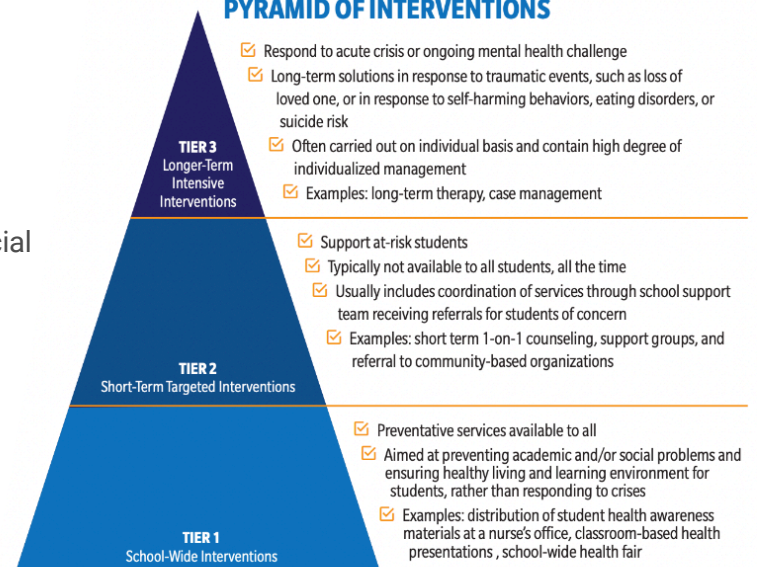 PYRAMID OF INTERVENTIONS
Respond to acute crisis or ongoing mental health challenge
Long-term solutions in response to traumatic events, such as loss of
loved one, or in response to self-harming behaviors, eating disorders, or
suicide risk
Often carried out on individual basis and contain high degree of
individualized management
Examples: long-term therapy, case management
TIER 3
Longer-Term
Intensive
Interventions
cial
Support at-risk students
Typically not available to all students, all the time
Usually includes coordination of services through school support
team receiving referrals for students of concern
Examples: short term 1-on-1 counseling, support groups, and
referral to community-based organizations
TIER 2
Short-Term Targeted Interventions
Preventative services available to all
Aimed at preventing academic and/or social problems and
ensuring healthy living and learning environment for
students, rather than responding to crises
Examples: distribution of student health awareness
materials at a nurse's office, classroom-based health
presentations , school-wide health fair
TIER 1
School-Wide Interventions